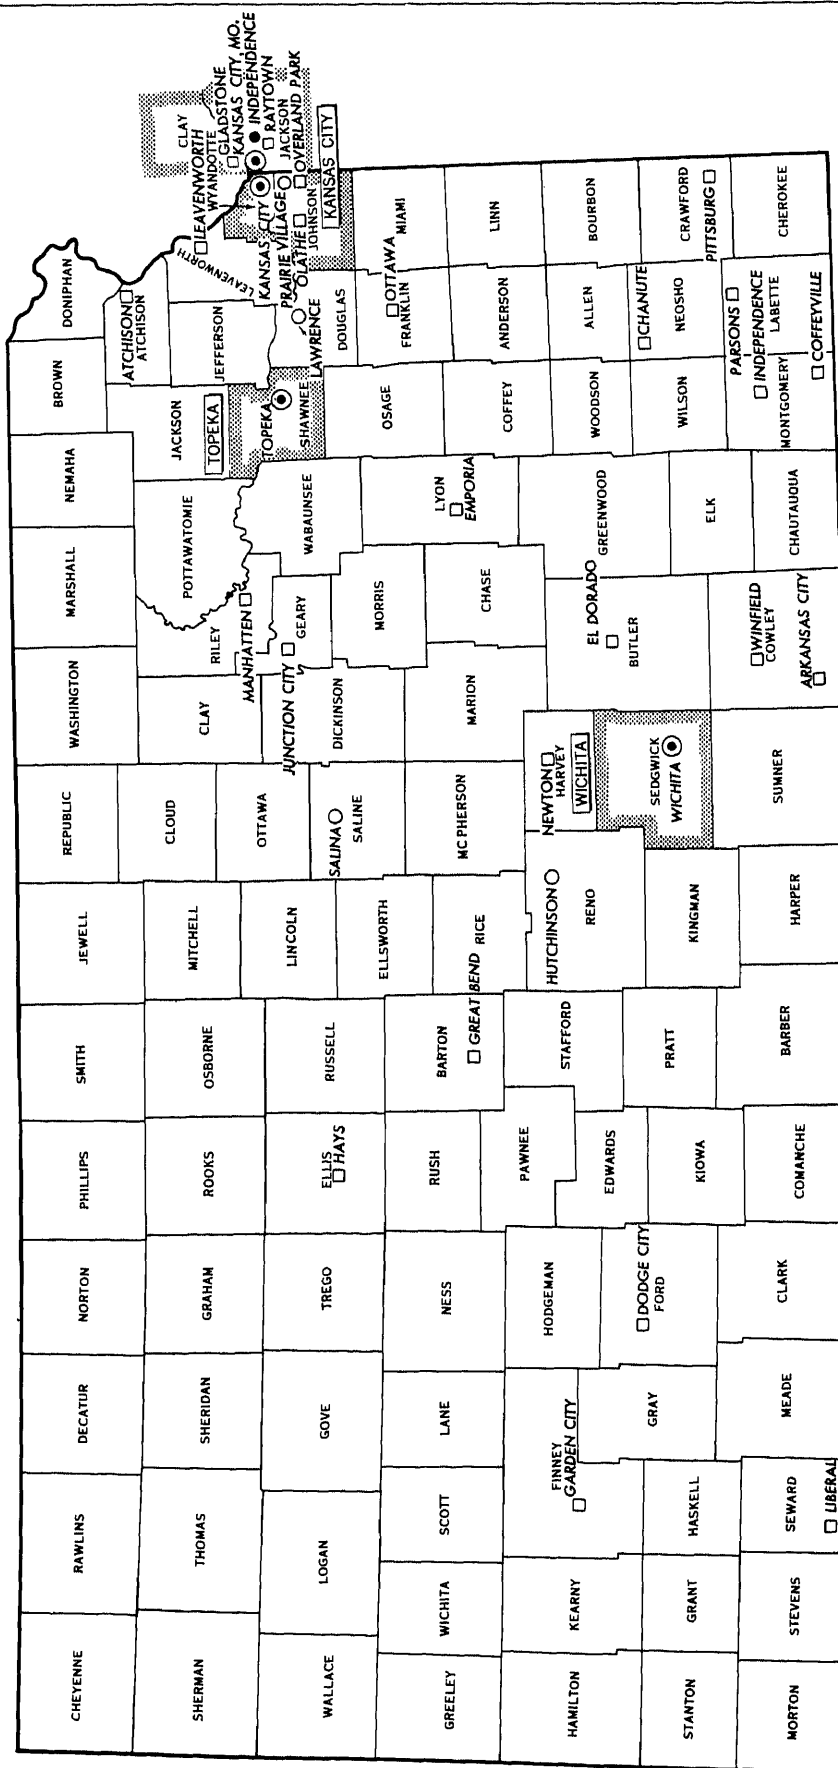 CHEYENNE
RAWLINS
DECATUR
NORTON
PHILLIPS
SMITH
JEWELL
REPUBLIC
WASHINGTON
MARSHALL
NEMAHA
BROWN
DONIPHAN
SHERMAN
THOMAS
SHERIDAN
GRAHAM
ROOKS
OSBORNE
MITCHELL
CLOUD
CLAY
RILEY
POTTAWATOMIE
JACKSON
ATCHISON
ATCHISON
WALLACE
LOGAN
GOVE
TREGO
ELLIS
HAYS
RUSSELL
LINCOLN
OTTAWA
MANHATTEN
TOPEKA
JEFFERSON
LEAVENWORTH
LEAVENWORTH
WYANDOTTE
CLAY
GLADSTONE
KANSAS CITY, MO.
INDEPENDENCE
RAYTOWN
JACKSON
OVERLAND PARK
KANSAS CITY
PRAIRIE VILLAGE
OLATHE
JOHNSON
KANSAS CITY
GREELEY
WICHITA
SCOTT
LANE
NESS
RUSH
BARTON
GREAT BEND
ELLSWORTH
RICE
SALINA
SALINE
DICKINSON
JUNCTION CITY
GEARY
MORRIS
WABAUNSEE
TOPEKA
SHAWNEE
LAWRENCE
DOUGLAS
MC PHERSON
MARION
CHASE
LYON
EMPORIA
OSAGE
OTTAWA
FRANKLIN
MIAMI
HAMILTON
KEARNY
FINNEY
GARDEN CITY
HODGEMAN
PAWNEE
EDWARDS
STAFFORD
HUTCHINSON
RENO
NEWTON
HARVEY
WICHITA
EL DORADO
BUTLER
GREENWOOD
COFFEY
ANDERSON
LINN
WOODSON
ALLEN
BOURBON
STANTON
GRANT
HASKELL
GRAY
DODGE CITY
FORD
KIOWA
PRATT
KINGMAN
SEDGWICK
WICHITA
ELK
WILSON
CHANUTE
NEOSHO
CRAWFORD
PITTSBURG
MORTON
STEVENS
SEWARD
LIBERAL
MEADE
CLARK
COMANCHE
BARBER
HARPER
SUMNER
WINFIELD
COWLEY
ARKANSAS CITY
CHAUTAUQUA
MONTGOMERY
PARSONS
INDEPENDENCE
LABETTE
COFFEYVILLE
CHEROKEE